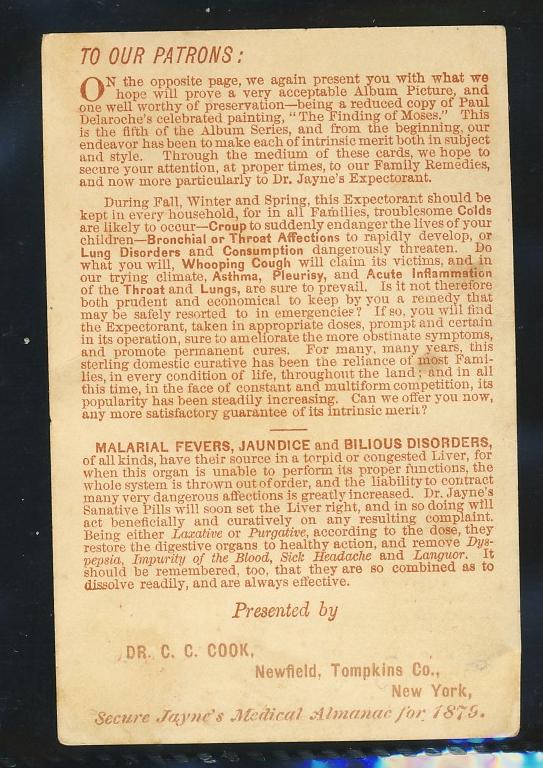 TO OUR PATRONS:
ON the opposite page, we again present you with what we
hope will prove a very acceptable Album Picture, and
one well worthy of preservation—being a reduced copy of Paul
Delaroche's celebrated painting, "The Finding of Moses." This
is the fifth of the Album Series, and from the beginning, our
endeavor has been to make each of intrinsic merit both in subject
and style. Through the medium of these cards, we hope to
secure your attention, at proper times, to our Family Remedies,
and now more particularly to Dr. Jayne's Expectorant.
During Fall, Winter and Spring, this Expectorant should be
kept in every household, for in all Families, troublesome Colds
are likely to occur—Croup to suddenly endanger the lives of your
children—Bronchial or Throat Affections to rapidly develop, or
Lung Disorders and Consumption dangerously threaten. Do
what you will, Whooping Cough will claim its victims, and in
our trying climate, Asthma, Pleurisy, and Acute Inflammation
of the Throat and Lungs, are sure to prevail. Is it not therefore
both prudent and economical to keep by you a remedy that
may be safely resorted to in emergencies? If so, you will find
the Expectorant, taken in appropriate doses, prompt and certain
in its operation, sure to ameliorate the more obstinate symptoms,
and promote permanent cures. For many, many years, this
sterling domestic curative has been the reliance of most Fami-
lies, in every condition of life, throughout the land; and in all
this time, in the face of constant and multiform competition, its
popularity has been steadily increasing. Can we offer you now,
any more satisfactory guarantee of its intrinsic merit?
MALARIAL FEVERS, JAUNDICE and BILIOUS DISORDERS,
of all kinds, have their source in a torpid or congested Liver, for
when this organ is unable to perform its proper functions, the
whole system is thrown out of order, and the liability to contract
many very dangerous affections is greatly increased. Dr. Jayne's
Sanative Pills will soon set the Liver right, and in so doing will
act beneficially and curatively on any resulting complaint.
Being either Laxative or Purgative, according to the dose, they
restore the digestive organs to healthy action, and remove Dys-
pepsia, Impurity of the Blood, Sick Headache and Languor. It
should be remembered, too, that they are so combined as to
dissolve readily, and are always effective.
Presented by
DR. C. C. COOK,
Newfield, Tompkins Co.,
New York,
Secure Jayne's Medical Almanac for 1879.